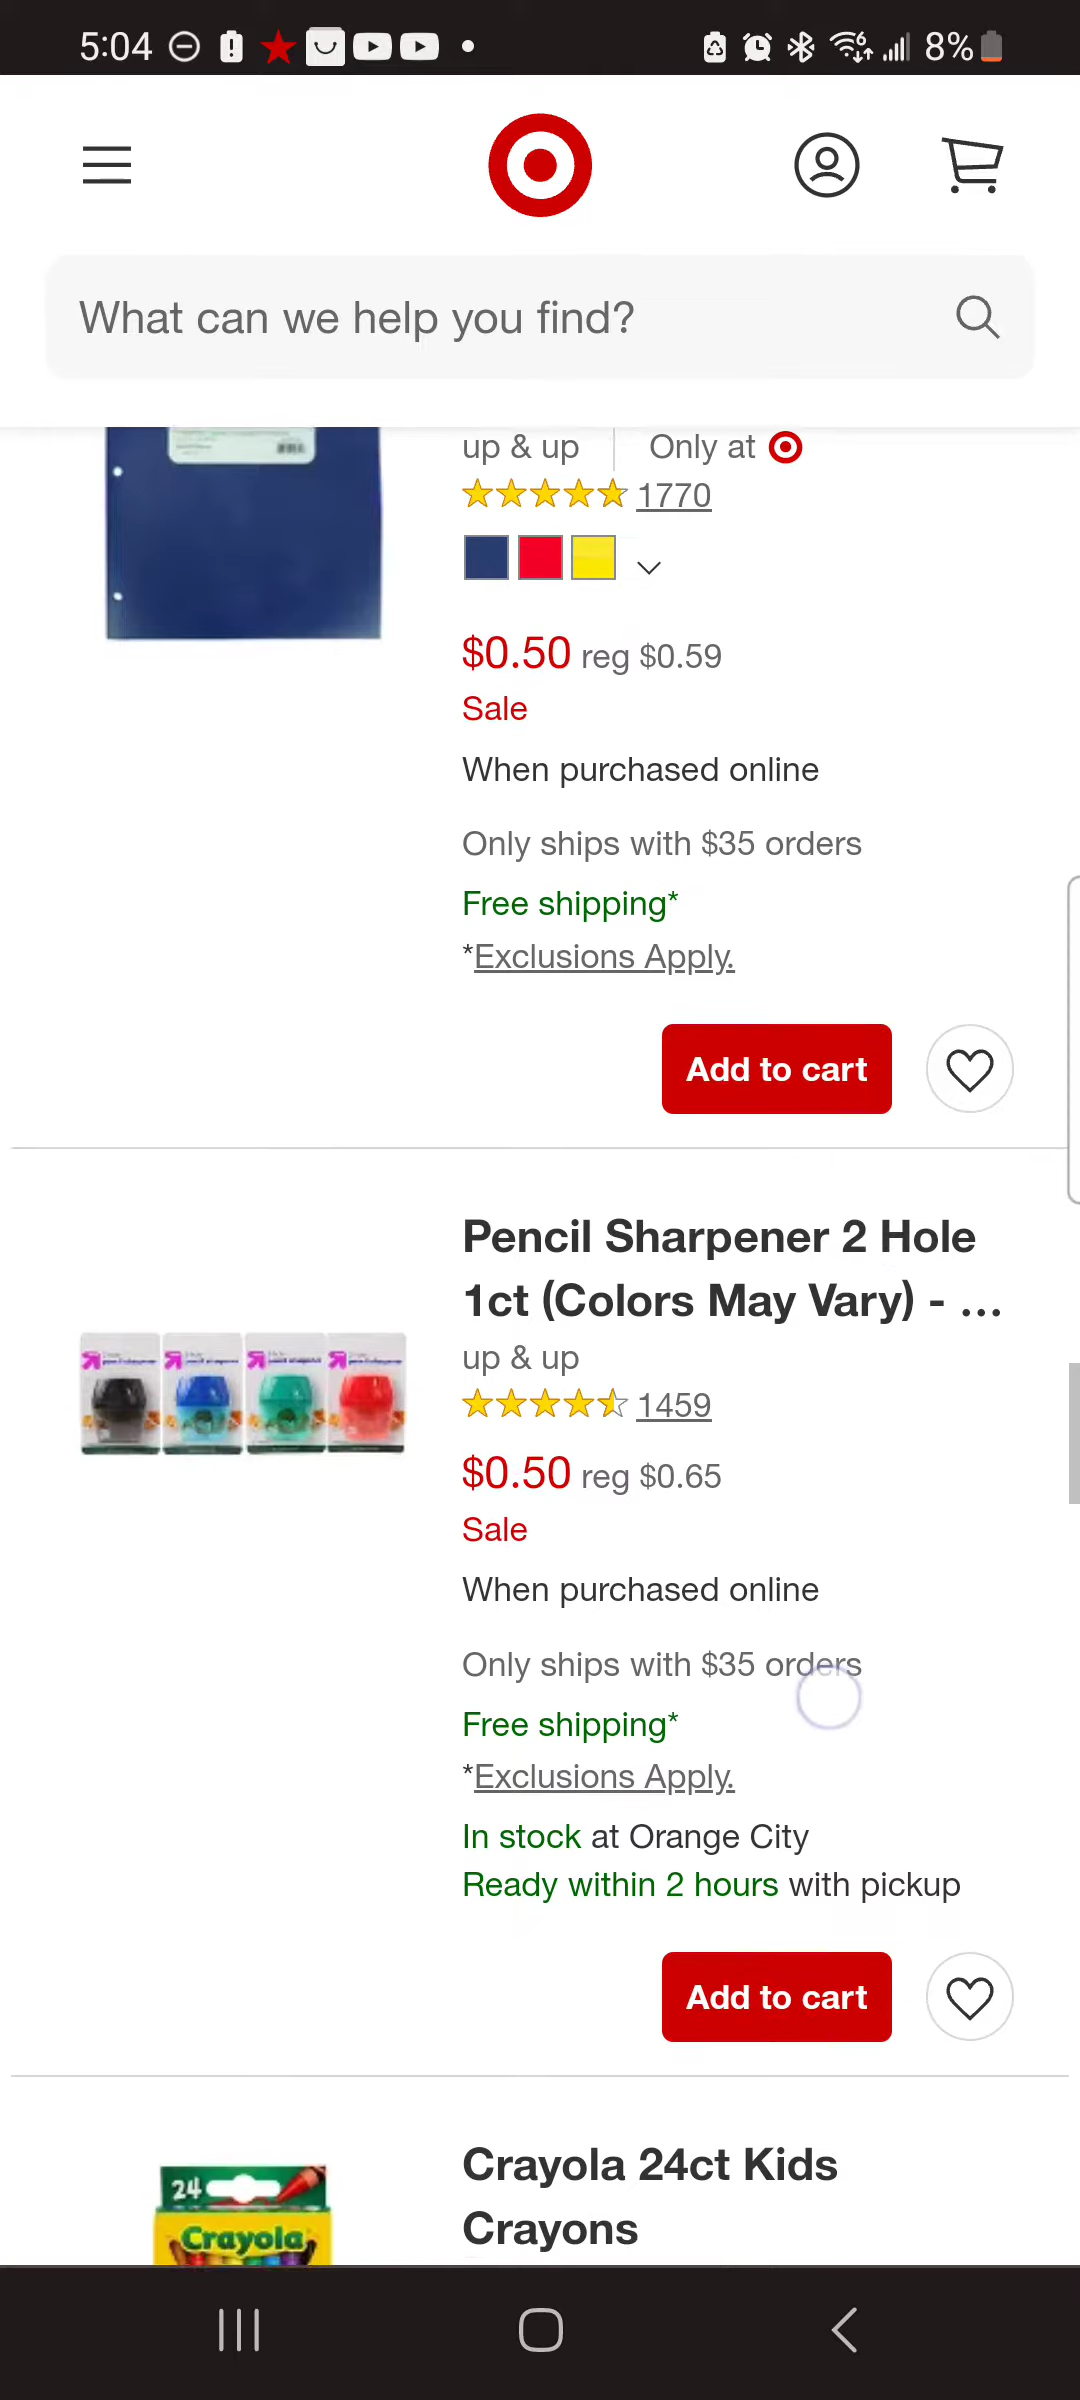 5:04
8%
What can we help you find?
up & up
Only at
1770
$0.50 reg $0.59
Sale
When purchased online
Only ships with $35 orders
Free shipping*
*Exclusions Apply.
Add to cart
Pencil Sharpener 2 Hole
1ct (Colors May Vary) - ...
up & up
1459
$0.50 reg $0.65
Sale
When purchased online
Only ships with $35 orders
Free shipping*
*Exclusions Apply.
In stock at Orange City
Ready within 2 hours with pickup
Add to cart
24
Crayola
Crayola 24ct Kids
Crayons